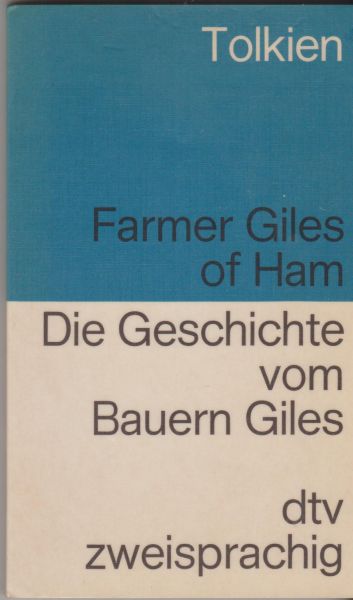 Tolkien
Farmer Giles
of Ham
Die Geschichte
vom
Bauern Giles
dtv
zweisprachig